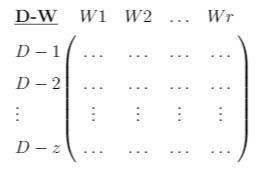 D-W W1 W2 … Wr
D − 1 … … … …
D − 2 … … … …
⋮ ⋮ ⋮ ⋮ ⋮
D − z … … … …